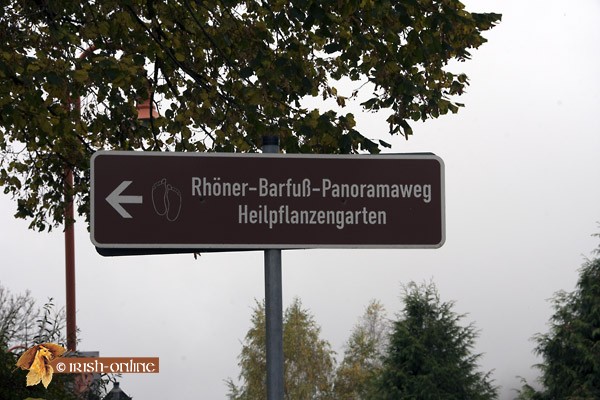 Rhöner-Barfuß-Panoramaweg
Heilpflanzengarten
© irish-online